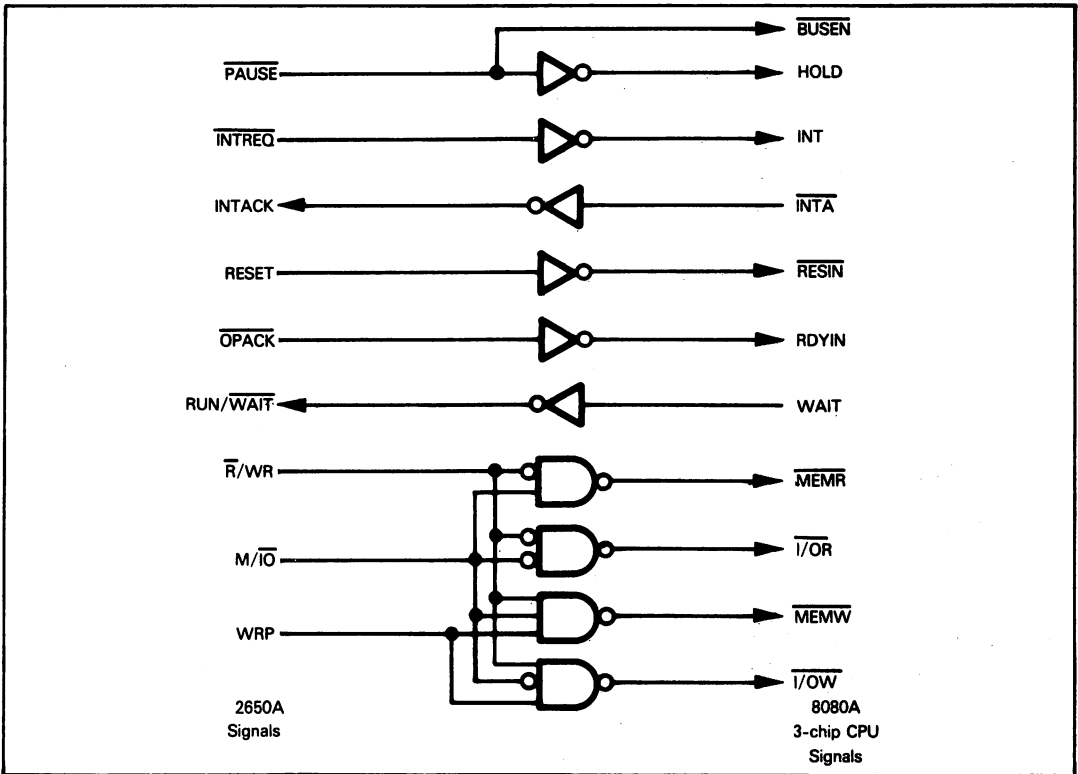 BUSEN
PAUSE HOLD
INTREQ INT
INTACK INTA
RESET RESIN
OPACK RDYIN
RUN/WAIT WAIT
R/WR MEMR
M/IO I/OR
WRP MEMW
I/OW
2650A 8080A
Signals 3-chip CPU
Signals